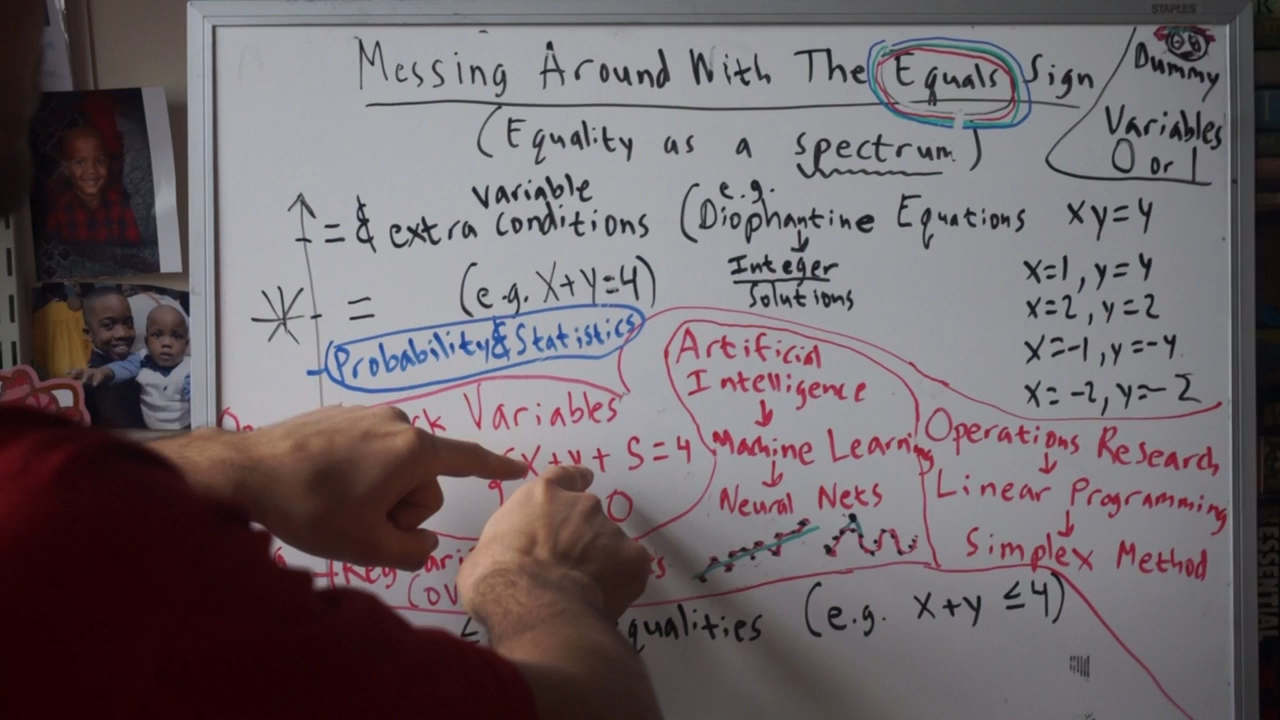 STAPLES
Messing Around With The Equals Sign
(Equality as a spectrum)
Dummy
Variables
0 or 1
= & extra variable conditions (e.g. Diophantine Equations
Integer
Solutions
xy=4
x=1, y=4
x=2, y=2
x=-1, y=-4
x=-2, y=-2
= (e.g. x+y=4)
Probability & Statistics
Variables
x+y+S=4
0
Artificial
Intelligence
Machine Learning
Neural Nets
Operations Research
Linear Programming
Simplex Method
≤ qualities (e.g. x+y ≤4)